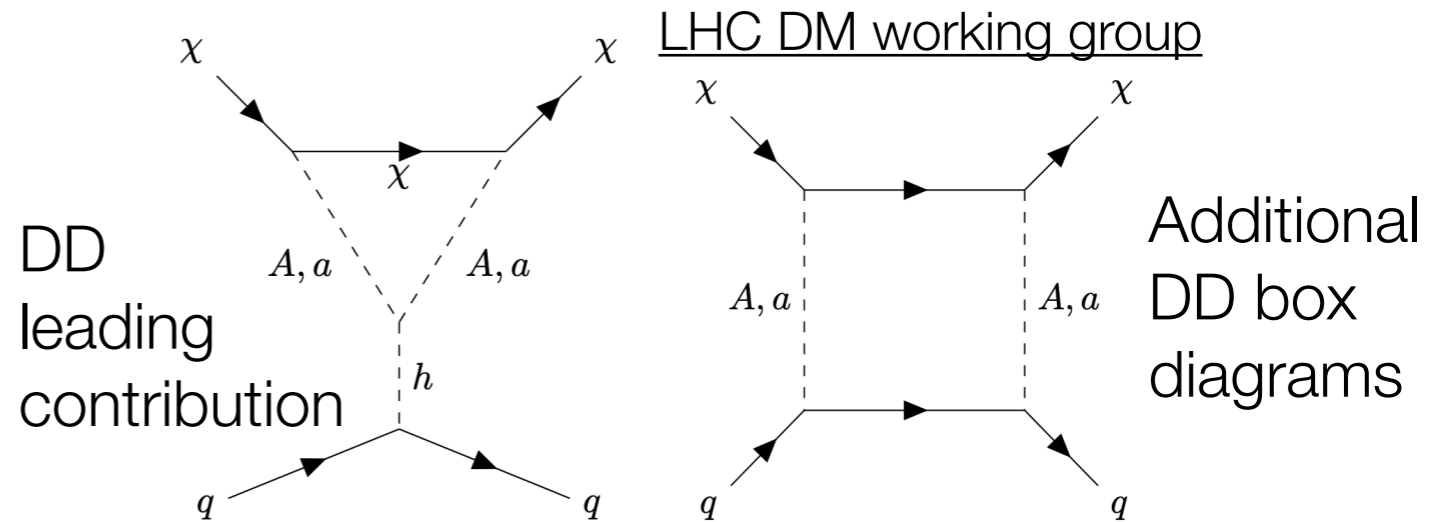 χ
χ
χ
A, a
A, a
h
q
q
DD
leading
contribution
LHC DM working group
χ
χ
A, a
A, a
q
q
Additional
DD box
diagrams